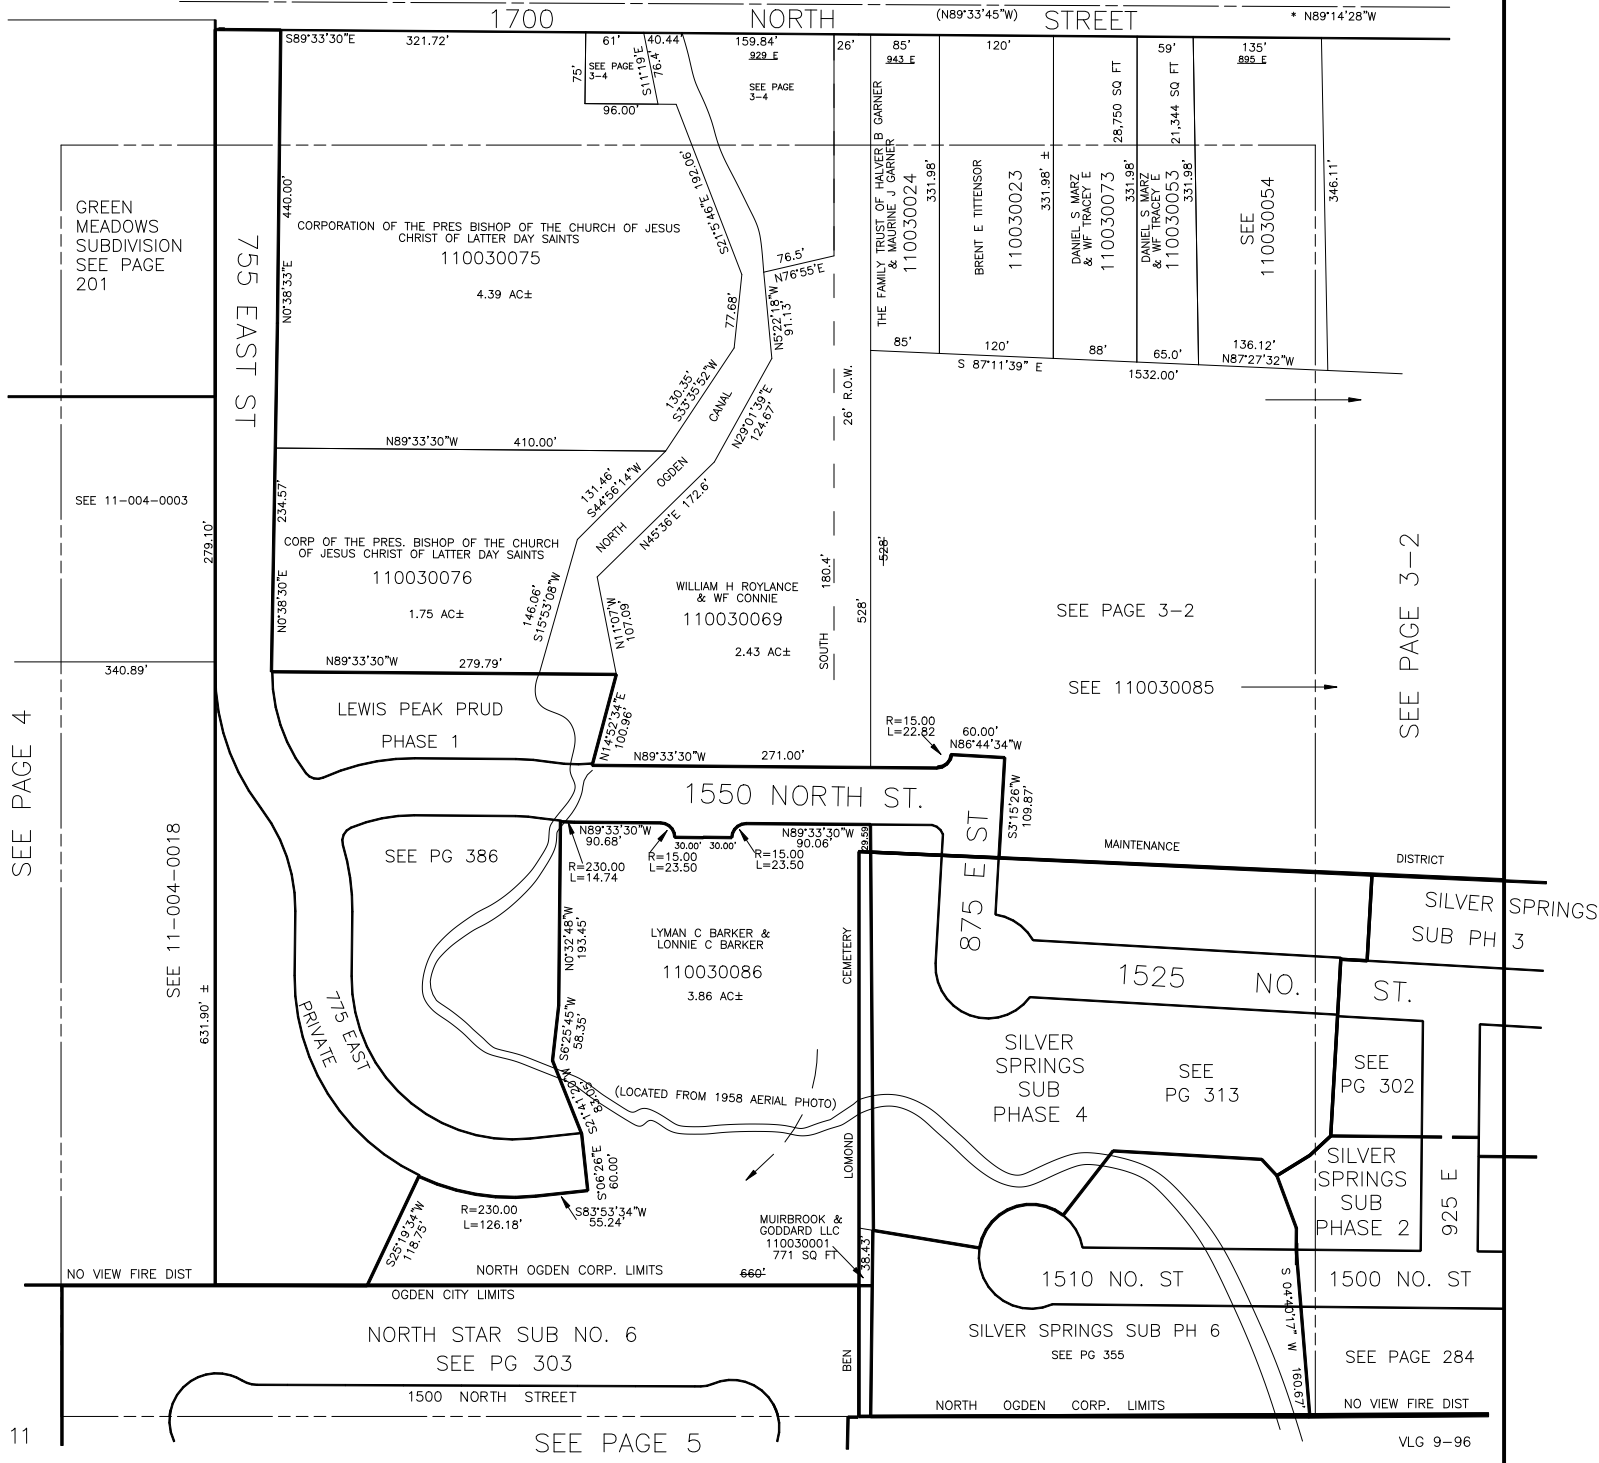 1700 NORTH STREET
(N89°33'45"W)
* N89°14'28"W
S89°33'30"E
321.72'
61'
40.44'
159.84'
929 E
26'
85'
943 E
120'
59'
135'
895 E
75'
SEE PAGE
3-4
S11°19'E
76.4'
96.00'
SEE PAGE
3-4
GREEN
MEADOWS
SUBDIVISION
SEE PAGE
201
755 EAST ST
440.00'
N0°38'33"E
CORPORATION OF THE PRES BISHOP OF THE CHURCH OF JESUS
CHRIST OF LATTER DAY SAINTS
110030075
4.39 AC±
S21°5'46"E 192.06'
77.68'
76.5'
N76°55'E
N5°22'18"W
91.13'
THE FAMILY TRUST OF HALVER B GARNER
& MAURINE J GARNER
110030024
331.98'
BRENT E TITTENSOR
110030023
331.98' ±
DANIEL S MARZ
& WF TRACEY E
110030073
28,750 SQ FT
331.98'
DANIEL S MARZ
& WF TRACEY E
110030053
21,344 SQ FT
331.98'
SEE
110030054
346.11'
85'
120'
88'
65.0'
136.12'
N87°27'32"W
S 87°11'39" E
1532.00'
130.35'
S33°35'52"W
NORTH OGDEN CANAL
N29°01'39"E
124.67'
26' R.O.W.
N89°33'30"W
410.00'
SEE 11-004-0003
279.10'
234.57'
N0°38'30"E
131.46'
S44°56'14"W
N45°36'E 172.6'
CORP OF THE PRES. BISHOP OF THE CHURCH
OF JESUS CHRIST OF LATTER DAY SAINTS
110030076
1.75 AC±
146.06'
S15°53'08"W
N11°07'W
107.09'
WILLIAM H ROYLANCE
& WF CONNIE
110030069
2.43 AC±
SOUTH 180.4'
528'
528'
SEE PAGE 3-2
SEE 110030085
SEE PAGE 3-2
340.89'
N89°33'30"W
279.79'
LEWIS PEAK PRUD
PHASE 1
N14°52'34"E
100.96'
N89°33'30"W
271.00'
R=15.00
L=22.82
60.00'
N86°44'34"W
S3°15'26"W
109.87'
1550 NORTH ST.
SEE PAGE 4
SEE 11-004-0018
631.90' ±
SEE PG 386
N89°33'30"W
90.68'
R=230.00
L=14.74
R=15.00
L=23.50
30.00'
30.00'
R=15.00
L=23.50
N89°33'30"W
90.06'
29.59
875 E ST
MAINTENANCE DISTRICT
SILVER SPRINGS
SUB PH 3
N0°32'48"W
193.45'
LYMAN C BARKER &
LONNIE C BARKER
110030086
3.86 AC±
BEN LOMOND CEMETERY
1525 NO. ST.
775 EAST
PRIVATE
S6°25'45"W
58.35'
S21°41'20"W
83.05'
(LOCATED FROM 1958 AERIAL PHOTO)
SILVER
SPRINGS
SUB
PHASE 4
SEE
PG 313
SEE
PG 302
S06°26"E
60.00'
R=230.00
L=126.18'
S83°53'34"W
55.24'
S25°19'34"W
118.75'
MUIRBROOK &
GODDARD LLC
110030001
771 SQ FT
38.43'
SILVER
SPRINGS
SUB
PHASE 2
925 E
NO VIEW FIRE DIST
NORTH OGDEN CORP. LIMITS
660'
OGDEN CITY LIMITS
1510 NO. ST
1500 NO. ST
S 04°40'17" W 160.67'
NORTH STAR SUB NO. 6
SEE PG 303
1500 NORTH STREET
SILVER SPRINGS SUB PH 6
SEE PG 355
SEE PAGE 284
NORTH OGDEN CORP. LIMITS
NO VIEW FIRE DIST
11
SEE PAGE 5
VLG 9-96